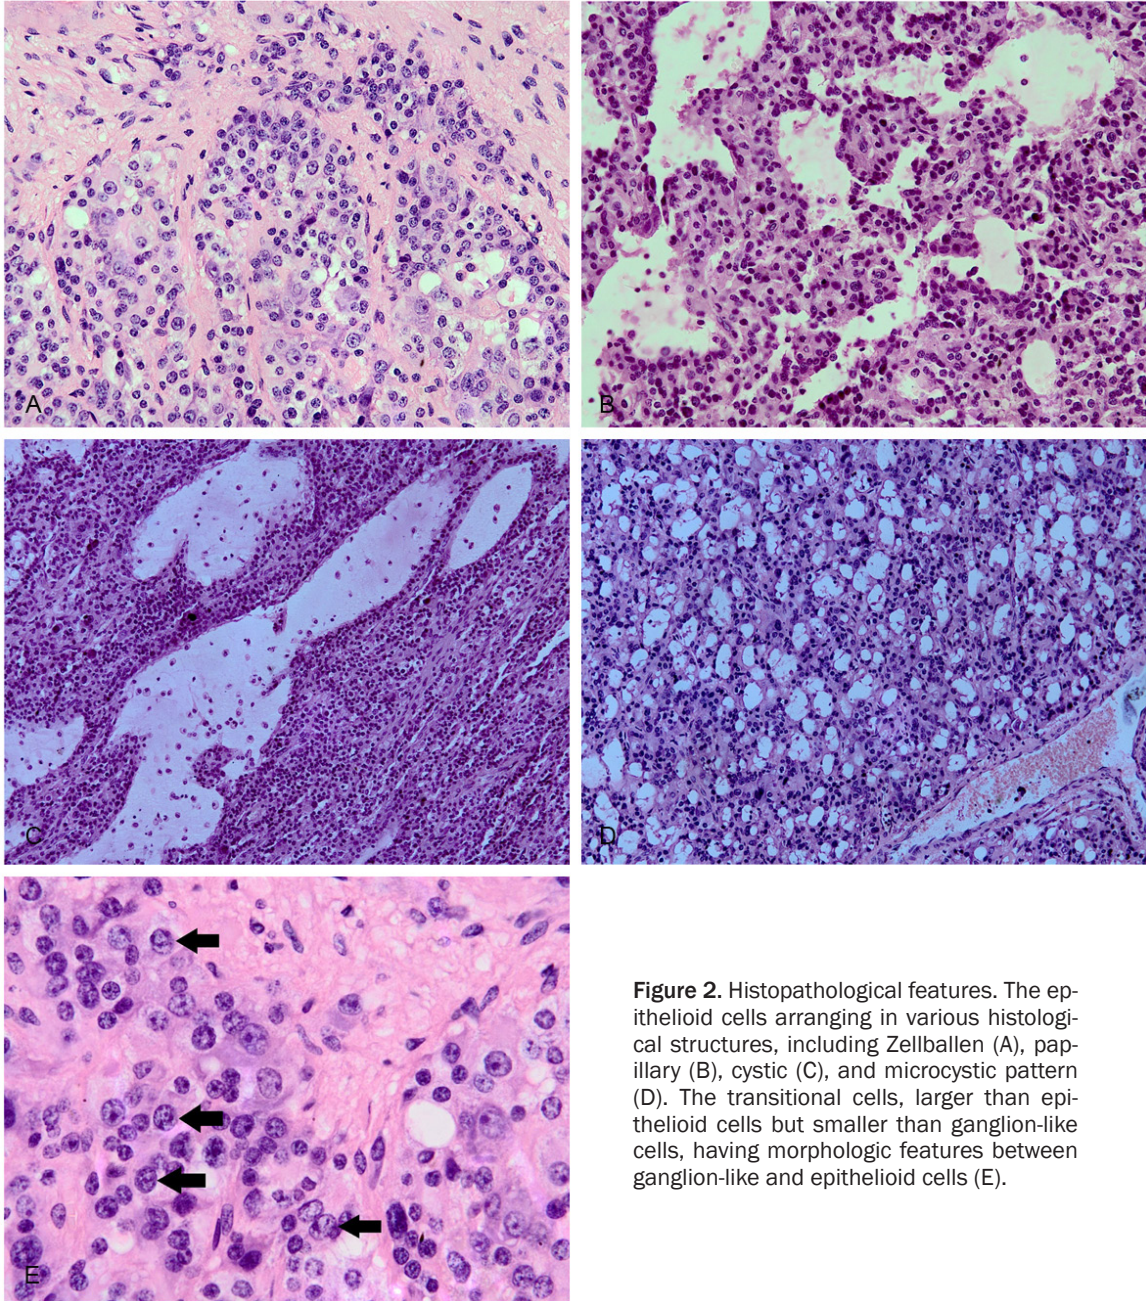 A
B
C
D
E
Figure 2. Histopathological features. The ep-
ithelioid cells arranging in various histologi-
cal structures, including Zellballen (A), pap-
illary (B), cystic (C), and microcystic pattern
(D). The transitional cells, larger than epi-
thelioid cells but smaller than ganglion-like
cells, having morphologic features between
ganglion-like and epithelioid cells (E).